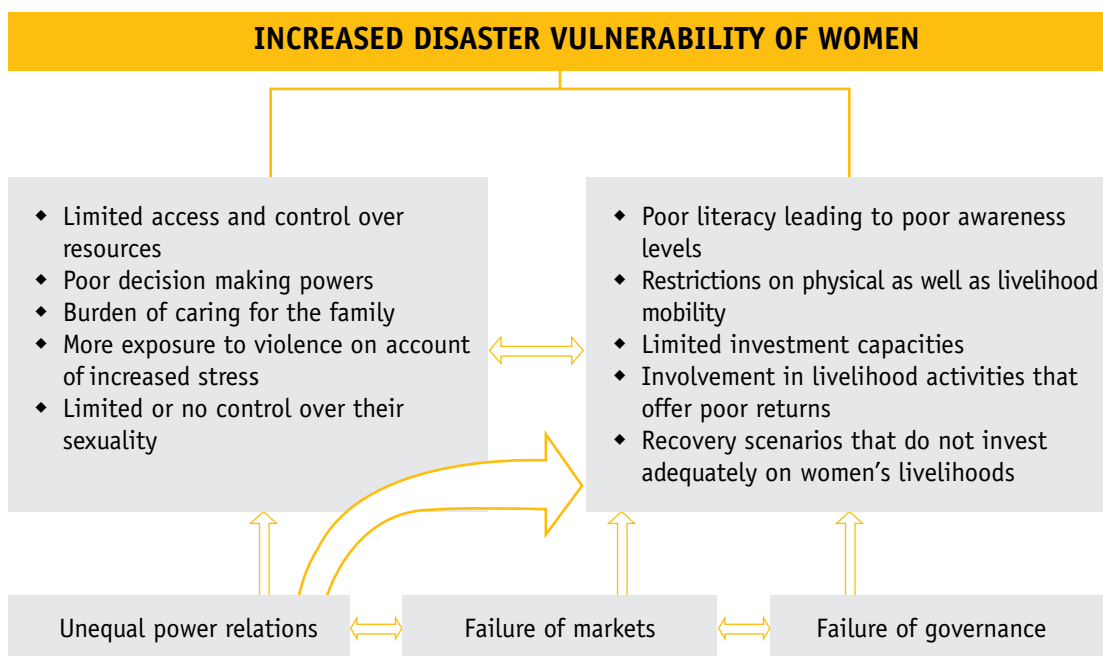 INCREASED DISASTER VULNERABILITY OF WOMEN
◆ Limited access and control over
resources
◆ Poor decision making powers
◆ Burden of caring for the family
◆ More exposure to violence on account
of increased stress
◆ Limited or no control over their
sexuality
◆ Poor literacy leading to poor awareness
levels
◆ Restrictions on physical as well as livelihood
mobility
◆ Limited investment capacities
◆ Involvement in livelihood activities that
offer poor returns
◆ Recovery scenarios that do not invest
adequately on women’s livelihoods
Unequal power relations
Failure of markets
Failure of governance